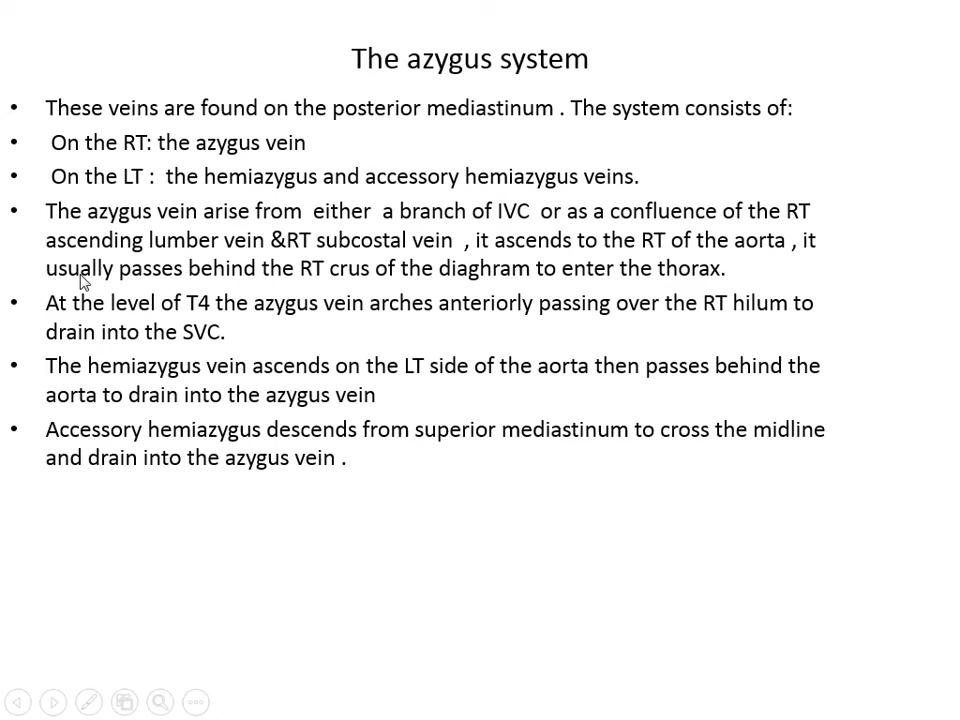 The azygus system
• These veins are found on the posterior mediastinum . The system consists of:
• On the RT: the azygus vein
• On the LT :  the hemiazygus and accessory hemiazygus veins.
• The azygus vein arise from  either  a branch of IVC  or as a confluence of the RT
ascending lumber vein &RT subcostal vein  , it ascends to the RT of the aorta , it
usually passes behind the RT crus of the diaghram to enter the thorax.
• At the level of T4 the azygus vein arches anteriorly passing over the RT hilum to
drain into the SVC.
• The hemiazygus vein ascends on the LT side of the aorta then passes behind the
aorta to drain into the azygus vein
• Accessory hemiazygus descends from superior mediastinum to cross the midline
and drain into the azygus vein .